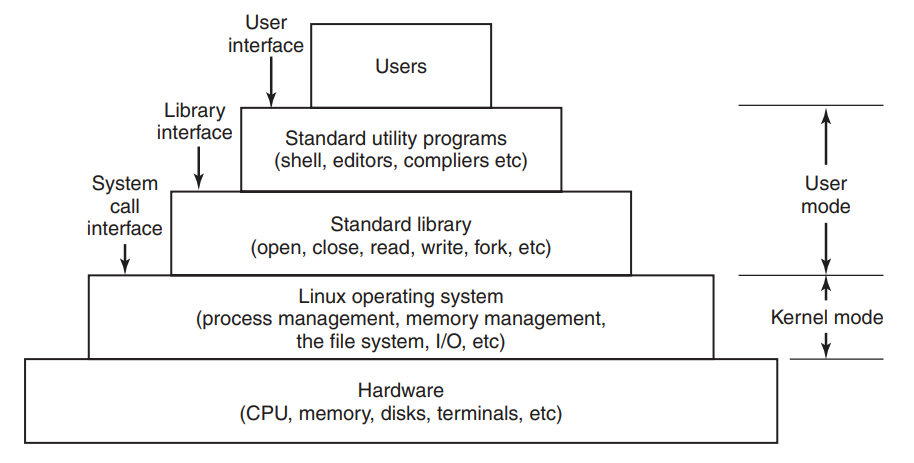 User
interface
Users
Library
interface
Standard utility programs
(shell, editors, compliers etc)
System
call
interface
Standard library
(open, close, read, write, fork, etc)
User
mode
Linux operating system
(process management, memory management,
the file system, I/O, etc)
Kernel mode
Hardware
(CPU, memory, disks, terminals, etc)